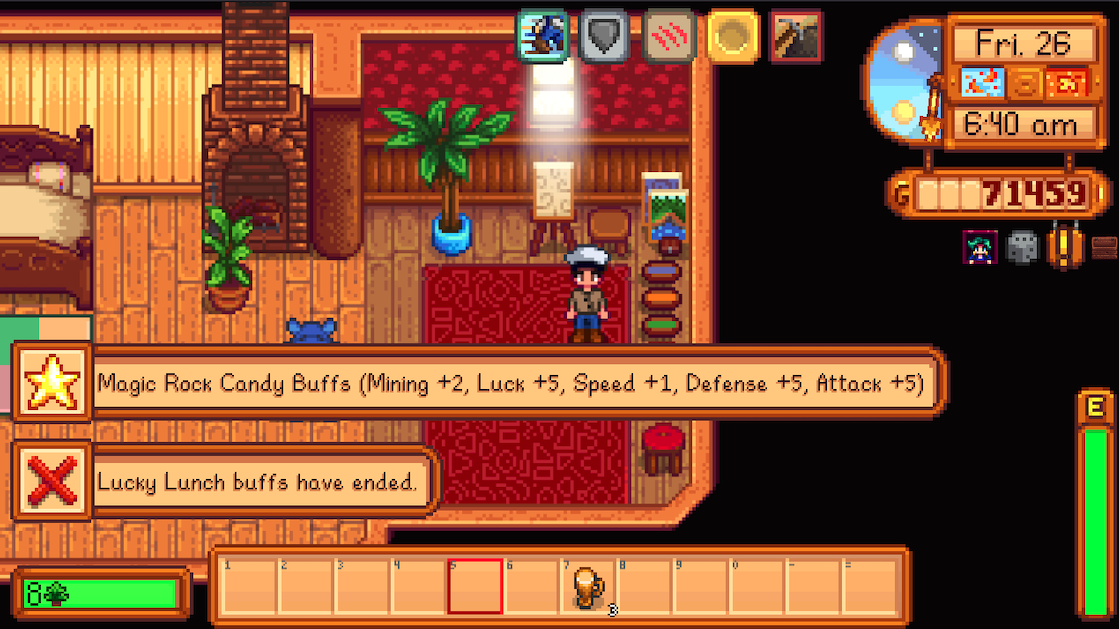 Fri. 26
6:40 am
G 71459
Magic Rock Candy Buffs (Mining +2, Luck +5, Speed +1, Defense +5, Attack +5)
E
Lucky Lunch buffs have ended.
1 2 3 4 5 6 7 8 9 0 - =
8
3